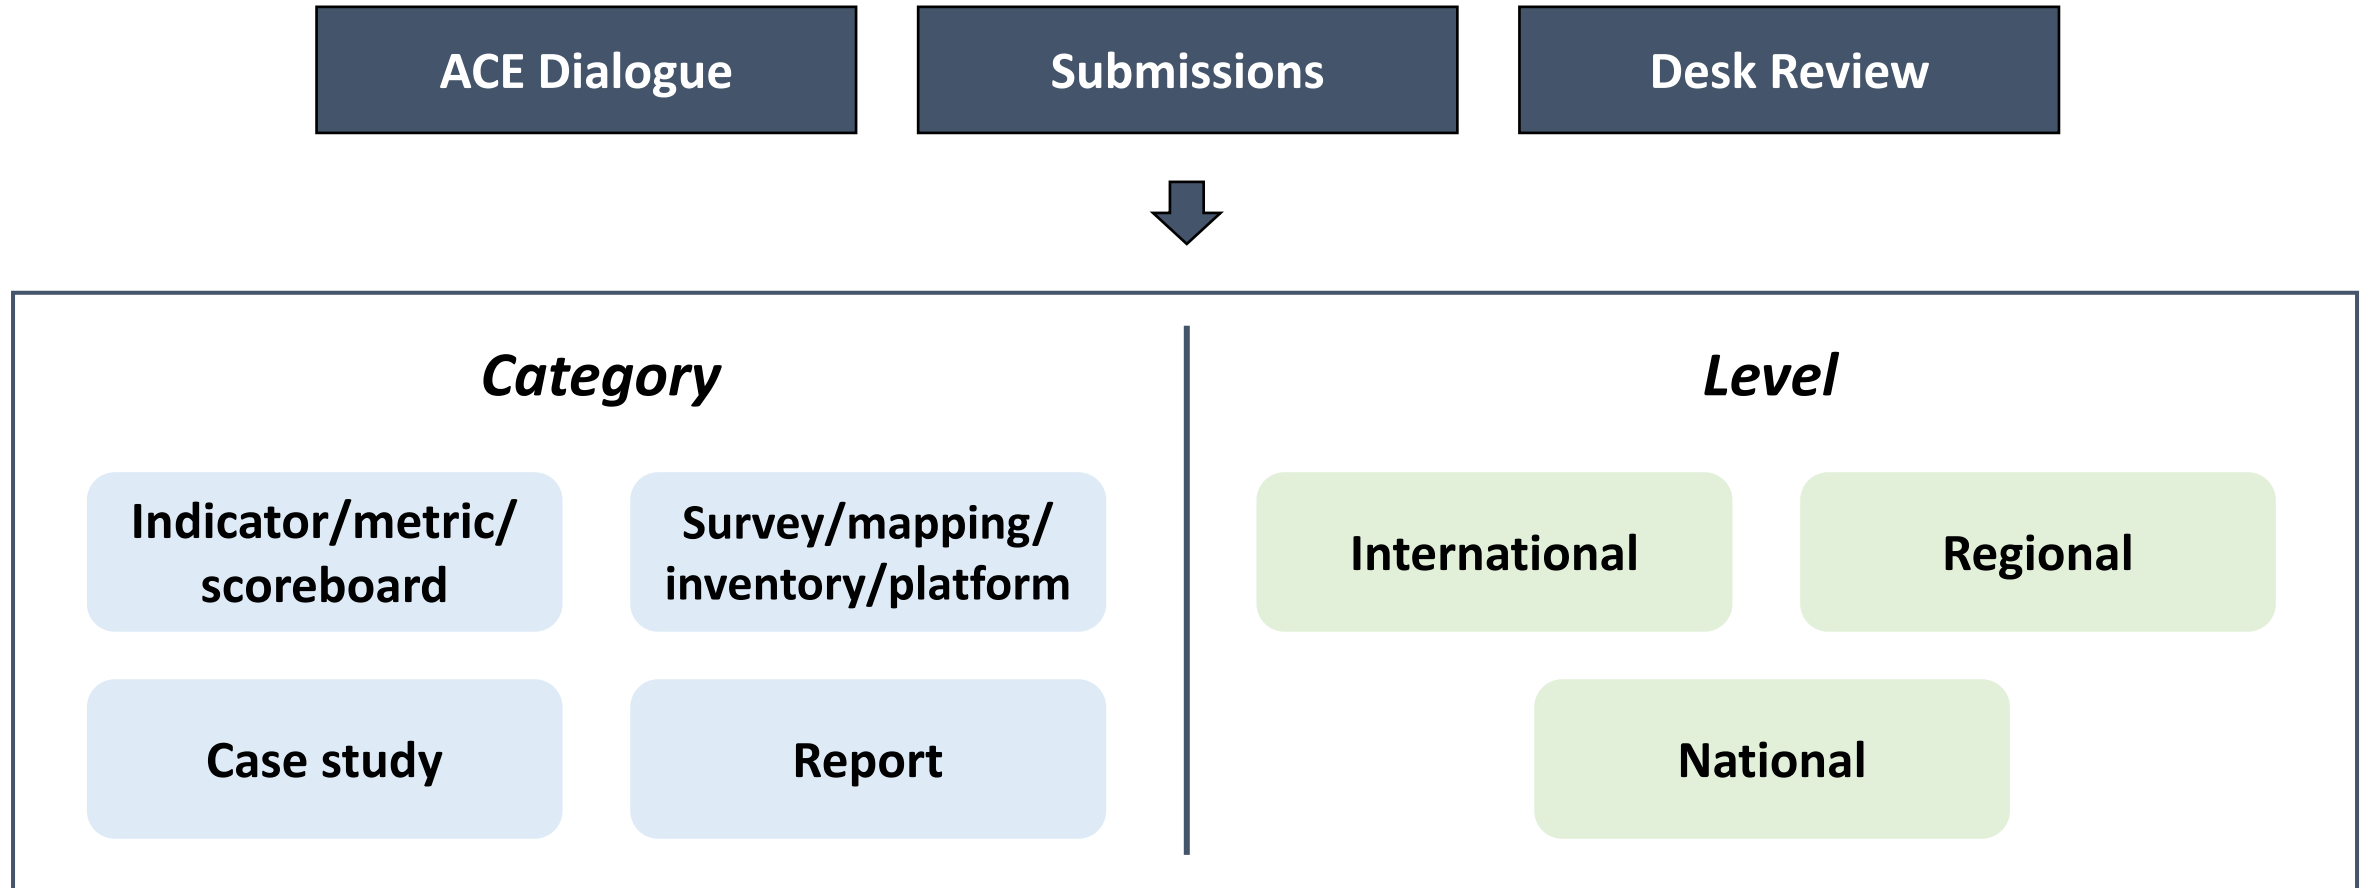 ACE Dialogue
Submissions
Desk Review
Category
Level
Indicator/metric/
scoreboard
Survey/mapping/
inventory/platform
International
Regional
Case study
Report
National